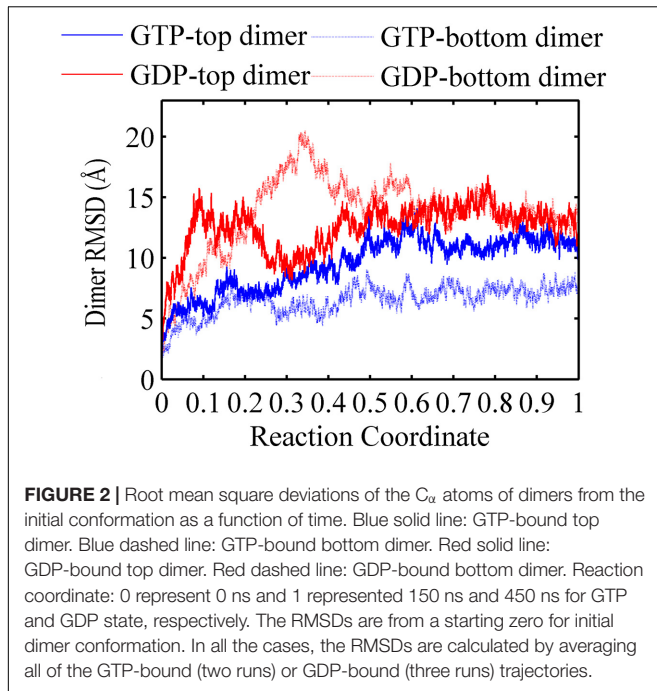 GTP-top dimer GTP-bottom dimer
GDP-top dimer GDP-bottom dimer
20
15
10
5
0
Dimer RMSD (Å)
0 0.1 0.2 0.3 0.4 0.5 0.6 0.7 0.8 0.9 1
Reaction Coordinate
FIGURE 2 | Root mean square deviations of the Cα atoms of dimers from the
initial conformation as a function of time. Blue solid line: GTP-bound top
dimer. Blue dashed line: GTP-bound bottom dimer. Red solid line:
GDP-bound top dimer. Red dashed line: GDP-bound bottom dimer. Reaction
coordinate: 0 represent 0 ns and 1 represented 150 ns and 450 ns for GTP
and GDP state, respectively. The RMSDs are from a starting zero for initial
dimer conformation. In all the cases, the RMSDs are calculated by averaging
all of the GTP-bound (two runs) or GDP-bound (three runs) trajectories.